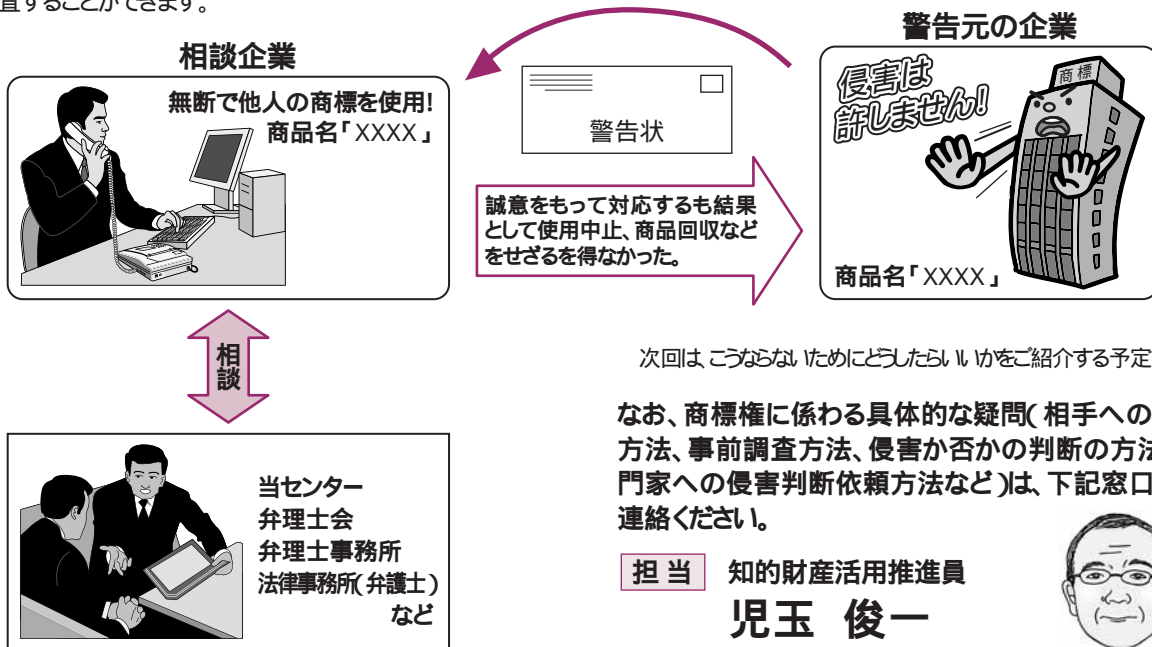 置することができます。
相談企業
無断で他人の商標を使用!
商品名「XXXX」
警告状
誠意をもって対応するも結果
として使用中止、商品回収など
をせざるを得なかった。
警告元の企業
侵害は
許しません!
商標
商品名「XXXX」
相談
当センター
弁理士会
弁理士事務所
法律事務所(弁護士)
など
次回は、こうならないためにどうしたらいいかをご紹介する予定
なお、商標権に係わる具体的な疑問(相手への
方法、事前調査方法、侵害か否かの判断の方法
門家への侵害判断依頼方法など)は、下記窓口
連絡ください。
担当 知的財産活用推進員
児玉 俊一